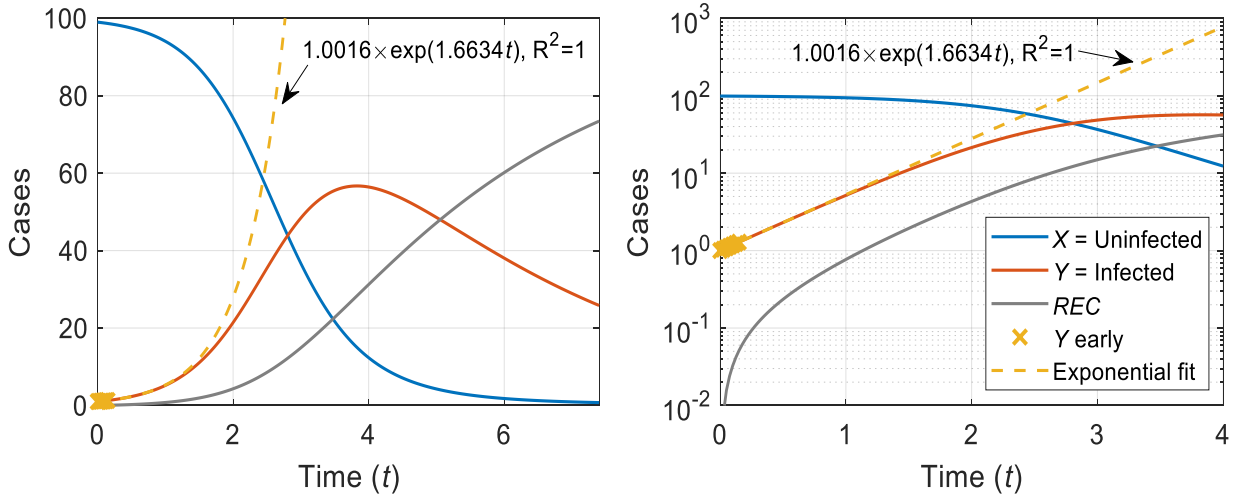 100
80
60
40
20
0
0 2 4 6
Cases
Time (t)
1.0016×exp(1.6634t), R²=1
10³
10²
10¹
10⁰
10⁻¹
10⁻²
0 1 2 3 4
Cases
Time (t)
1.0016×exp(1.6634t), R²=1
X = Uninfected
Y = Infected
REC
Y early
Exponential fit